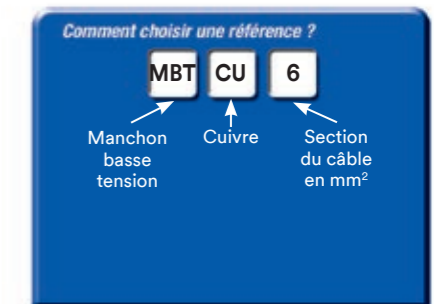 Comment choisir une référence ?
MBT CU 6
Manchon basse tension
Cuivre
Section du câble en mm²